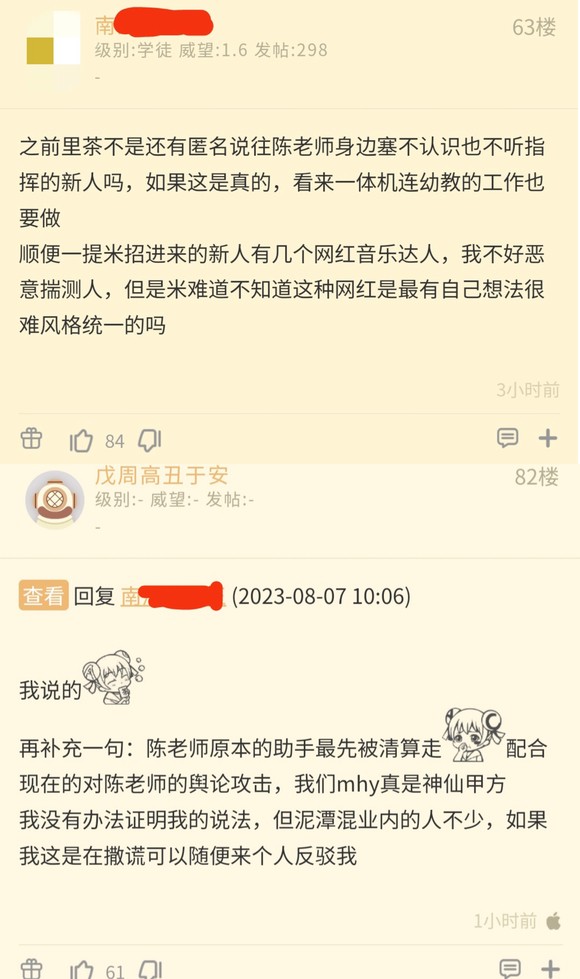 南
63楼
级别:学徒 威望:1.6 发帖:298
-
之前里茶不是还有匿名说往陈老师身边塞不认识也不听指
挥的新人吗，如果这是真的，看来一体机连幼教的工作也
要做
顺便一提米招进来的新人有几个网红音乐达人，我不好恶
意揣测人，但是米难道不知道这种网红是最有自己想法很
难风格统一的吗
3小时前
84
戊周高丑于安
82楼
级别:- 威望:- 发帖:-
-
查看 回复 南 (2023-08-07 10:06)
我说的
再补充一句：陈老师原本的助手最先被清算走 配合
现在的对陈老师的舆论攻击，我们mhy真是神仙甲方
我没有办法证明我的说法，但泥潭混业内的人不少，如果
我这是在撒谎可以随便来个人反驳我
1小时前
61